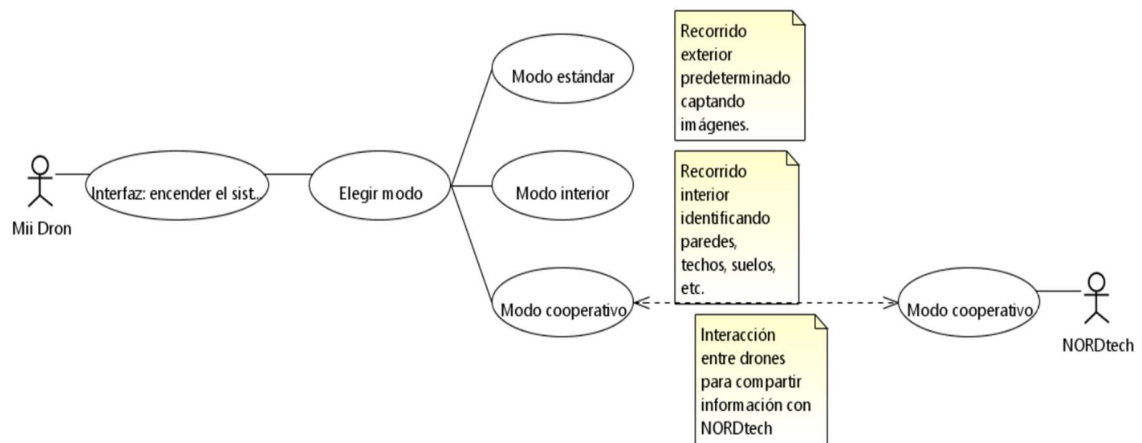 Modo estándar
Recorrido
exterior
predeterminado
captando
imágenes.
Mii Dron
Interfaz: encender el sist...
Elegir modo
Modo interior
Recorrido
interior
identificando
paredes,
techos, suelos,
etc.
Modo cooperativo
Modo cooperativo
NORDtech
Interacción
entre drones
para compartir
información con
NORDtech